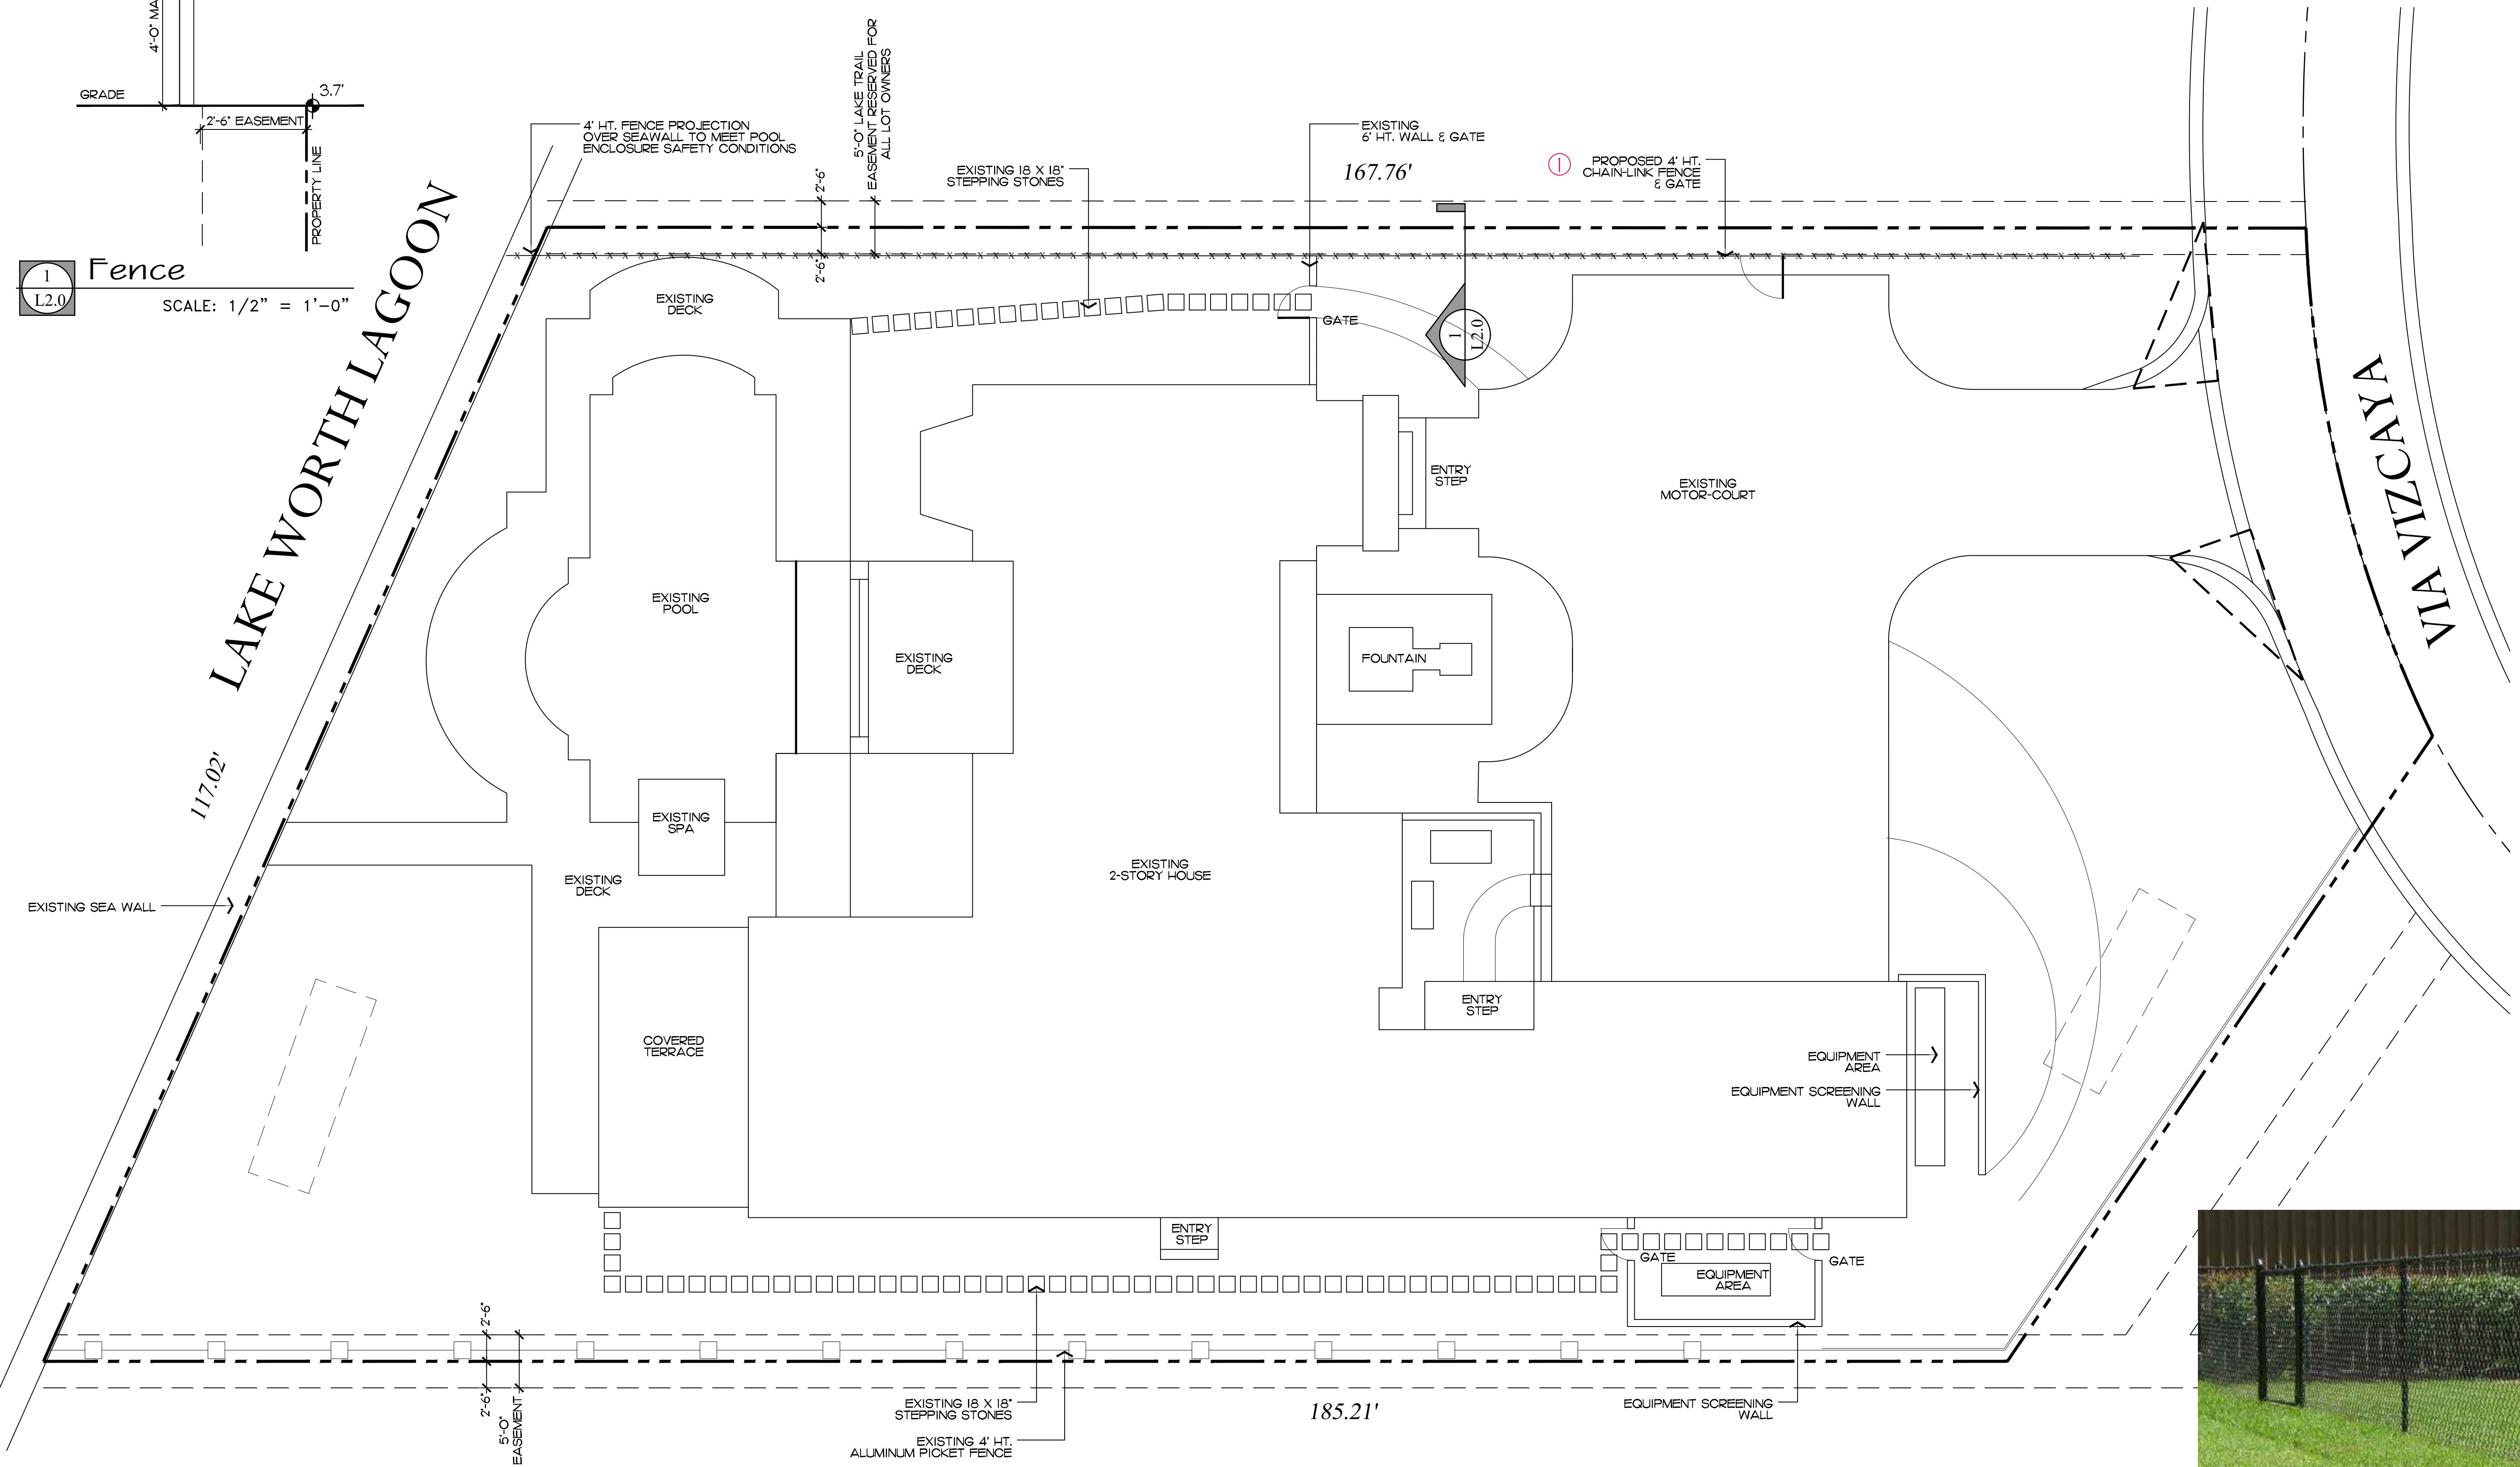 4'-0" MA
GRADE
3.7'
2'-6" EASEMENT
PROPERTY LINE
1
L2.0
Fence
SCALE: 1/2" = 1'-0"
4' HT. FENCE PROJECTION
OVER SEAWALL TO MEET POOL
ENCLOSURE SAFETY CONDITIONS
2'-6"
2'-6"
5'-0" LAKE TRAIL
EASEMENT RESERVED FOR
ALL LOT OWNERS
EXISTING 18 X 18"
STEPPING STONES
EXISTING
6' HT. WALL & GATE
167.76'
1
PROPOSED 4' HT.
CHAIN-LINK FENCE
& GATE
LAKE WORTH LAGOON
117.02'
VIA VIZCAYA
EXISTING
DECK
GATE
1
L2.0
ENTRY
STEP
EXISTING
MOTOR-COURT
EXISTING
POOL
EXISTING
DECK
FOUNTAIN
EXISTING
SPA
EXISTING
DECK
EXISTING
2-STORY HOUSE
EXISTING SEA WALL
ENTRY
STEP
COVERED
TERRACE
EQUIPMENT
AREA
EQUIPMENT SCREENING
WALL
ENTRY
STEP
GATE
GATE
EQUIPMENT
AREA
2'-6"
2'-6"
5'-0"
EASEMENT
EXISTING 18 X 18"
STEPPING STONES
EXISTING 4' HT.
ALUMINUM PICKET FENCE
185.21'
EQUIPMENT SCREENING
WALL